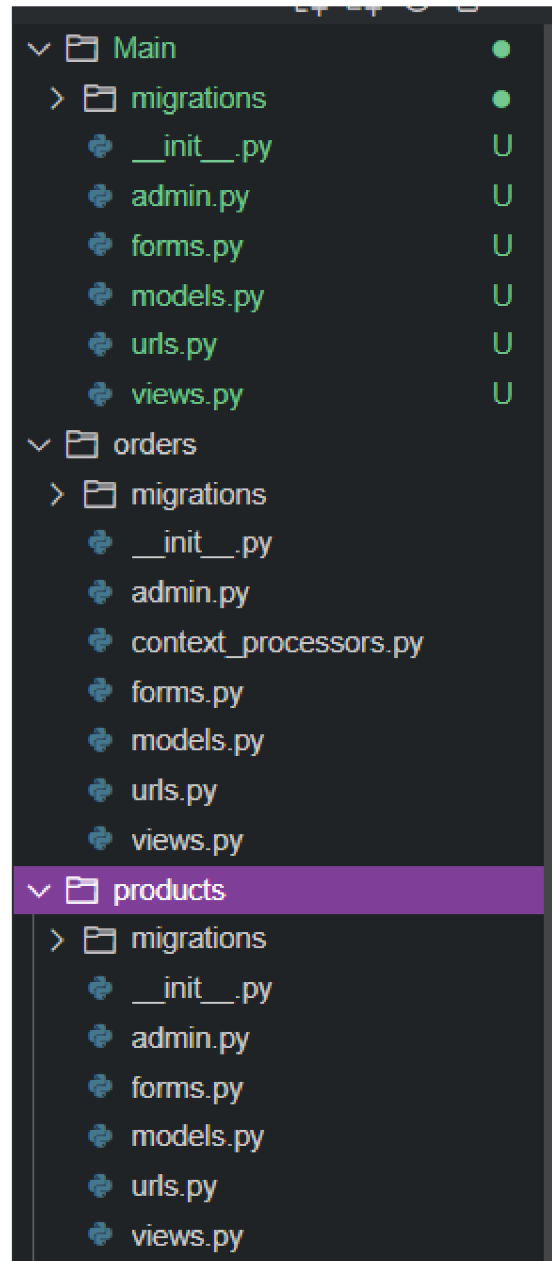 Main
migrations
__init__.py U
admin.py U
forms.py U
models.py U
urls.py U
views.py U
orders
migrations
__init__.py
admin.py
context_processors.py
forms.py
models.py
urls.py
views.py
products
migrations
__init__.py
admin.py
forms.py
models.py
urls.py
views.py